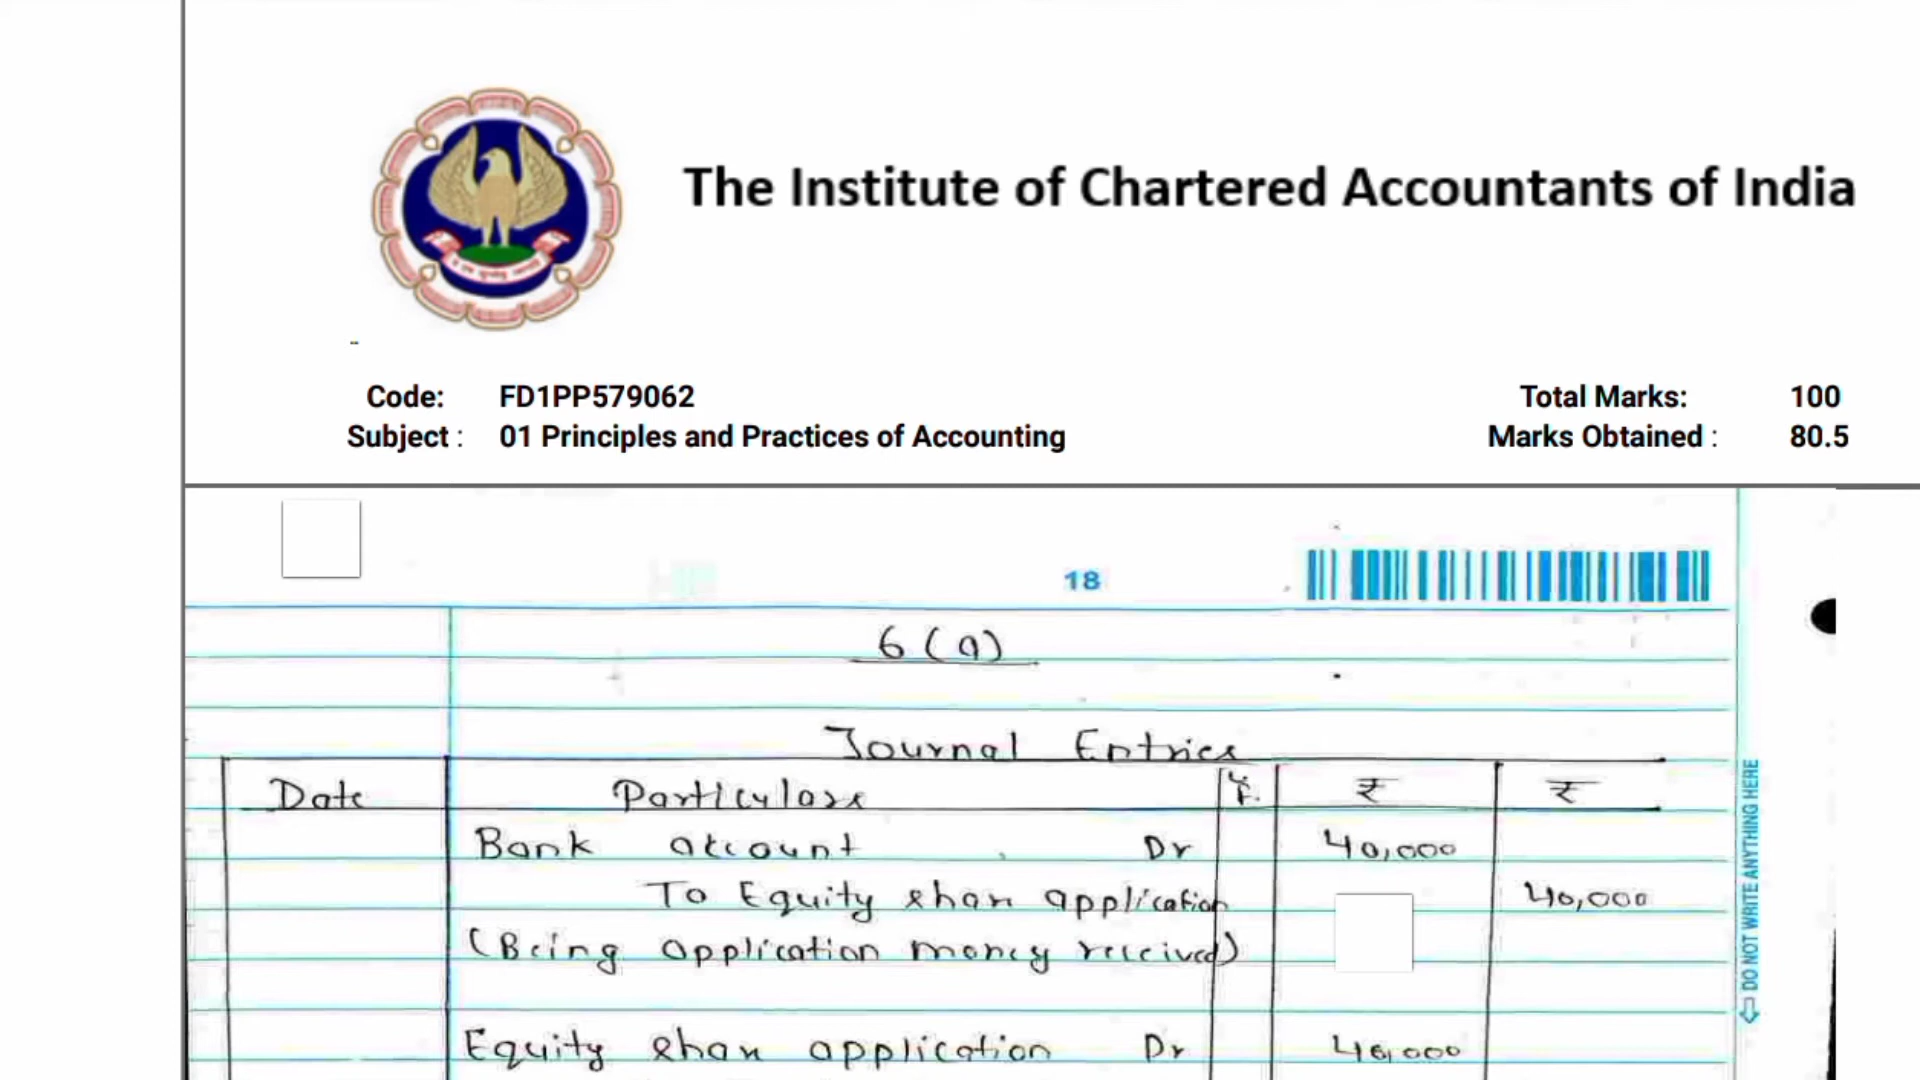 The Institute of Chartered Accountants of India
Code: FD1PP579062
Total Marks: 100
Subject : 01 Principles and Practices of Accounting
Marks Obtained : 80.5
18
6 (a)
Journal Entries
Date Particulars L.F. ₹ ₹
Bank account Dr 40,000
To Equity share application 40,000
(Being application money received)
Equity share application Dr 40,000
DO NOT WRITE ANYTHING HERE